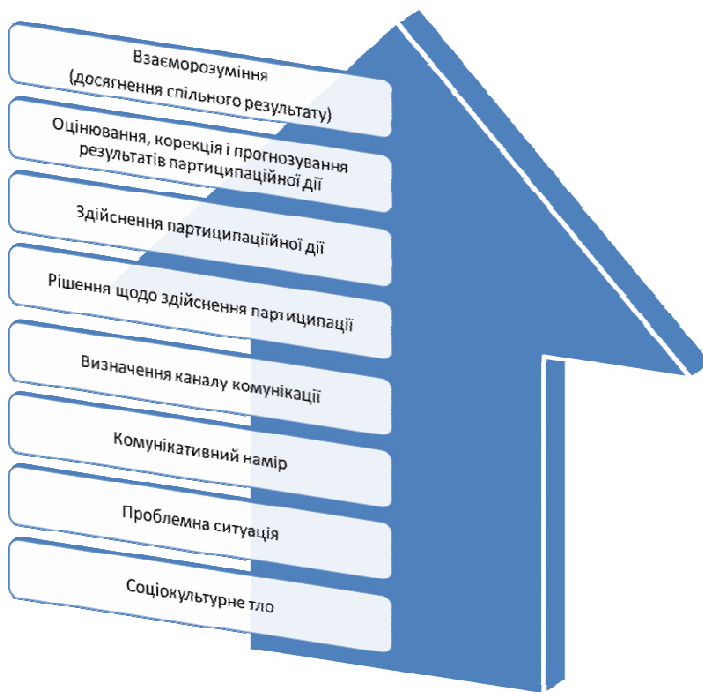 Взаєморозуміння
(досягнення спільного результату)
Оцінювання, корекція і прогнозування
результатів партиципаційної дії
Здійснення партиципаціійної дії
Рішення щодо здійснення партиципації
Визначення каналу комунікації
Комунікативний намір
Проблемна ситуація
Соціокультурне тло